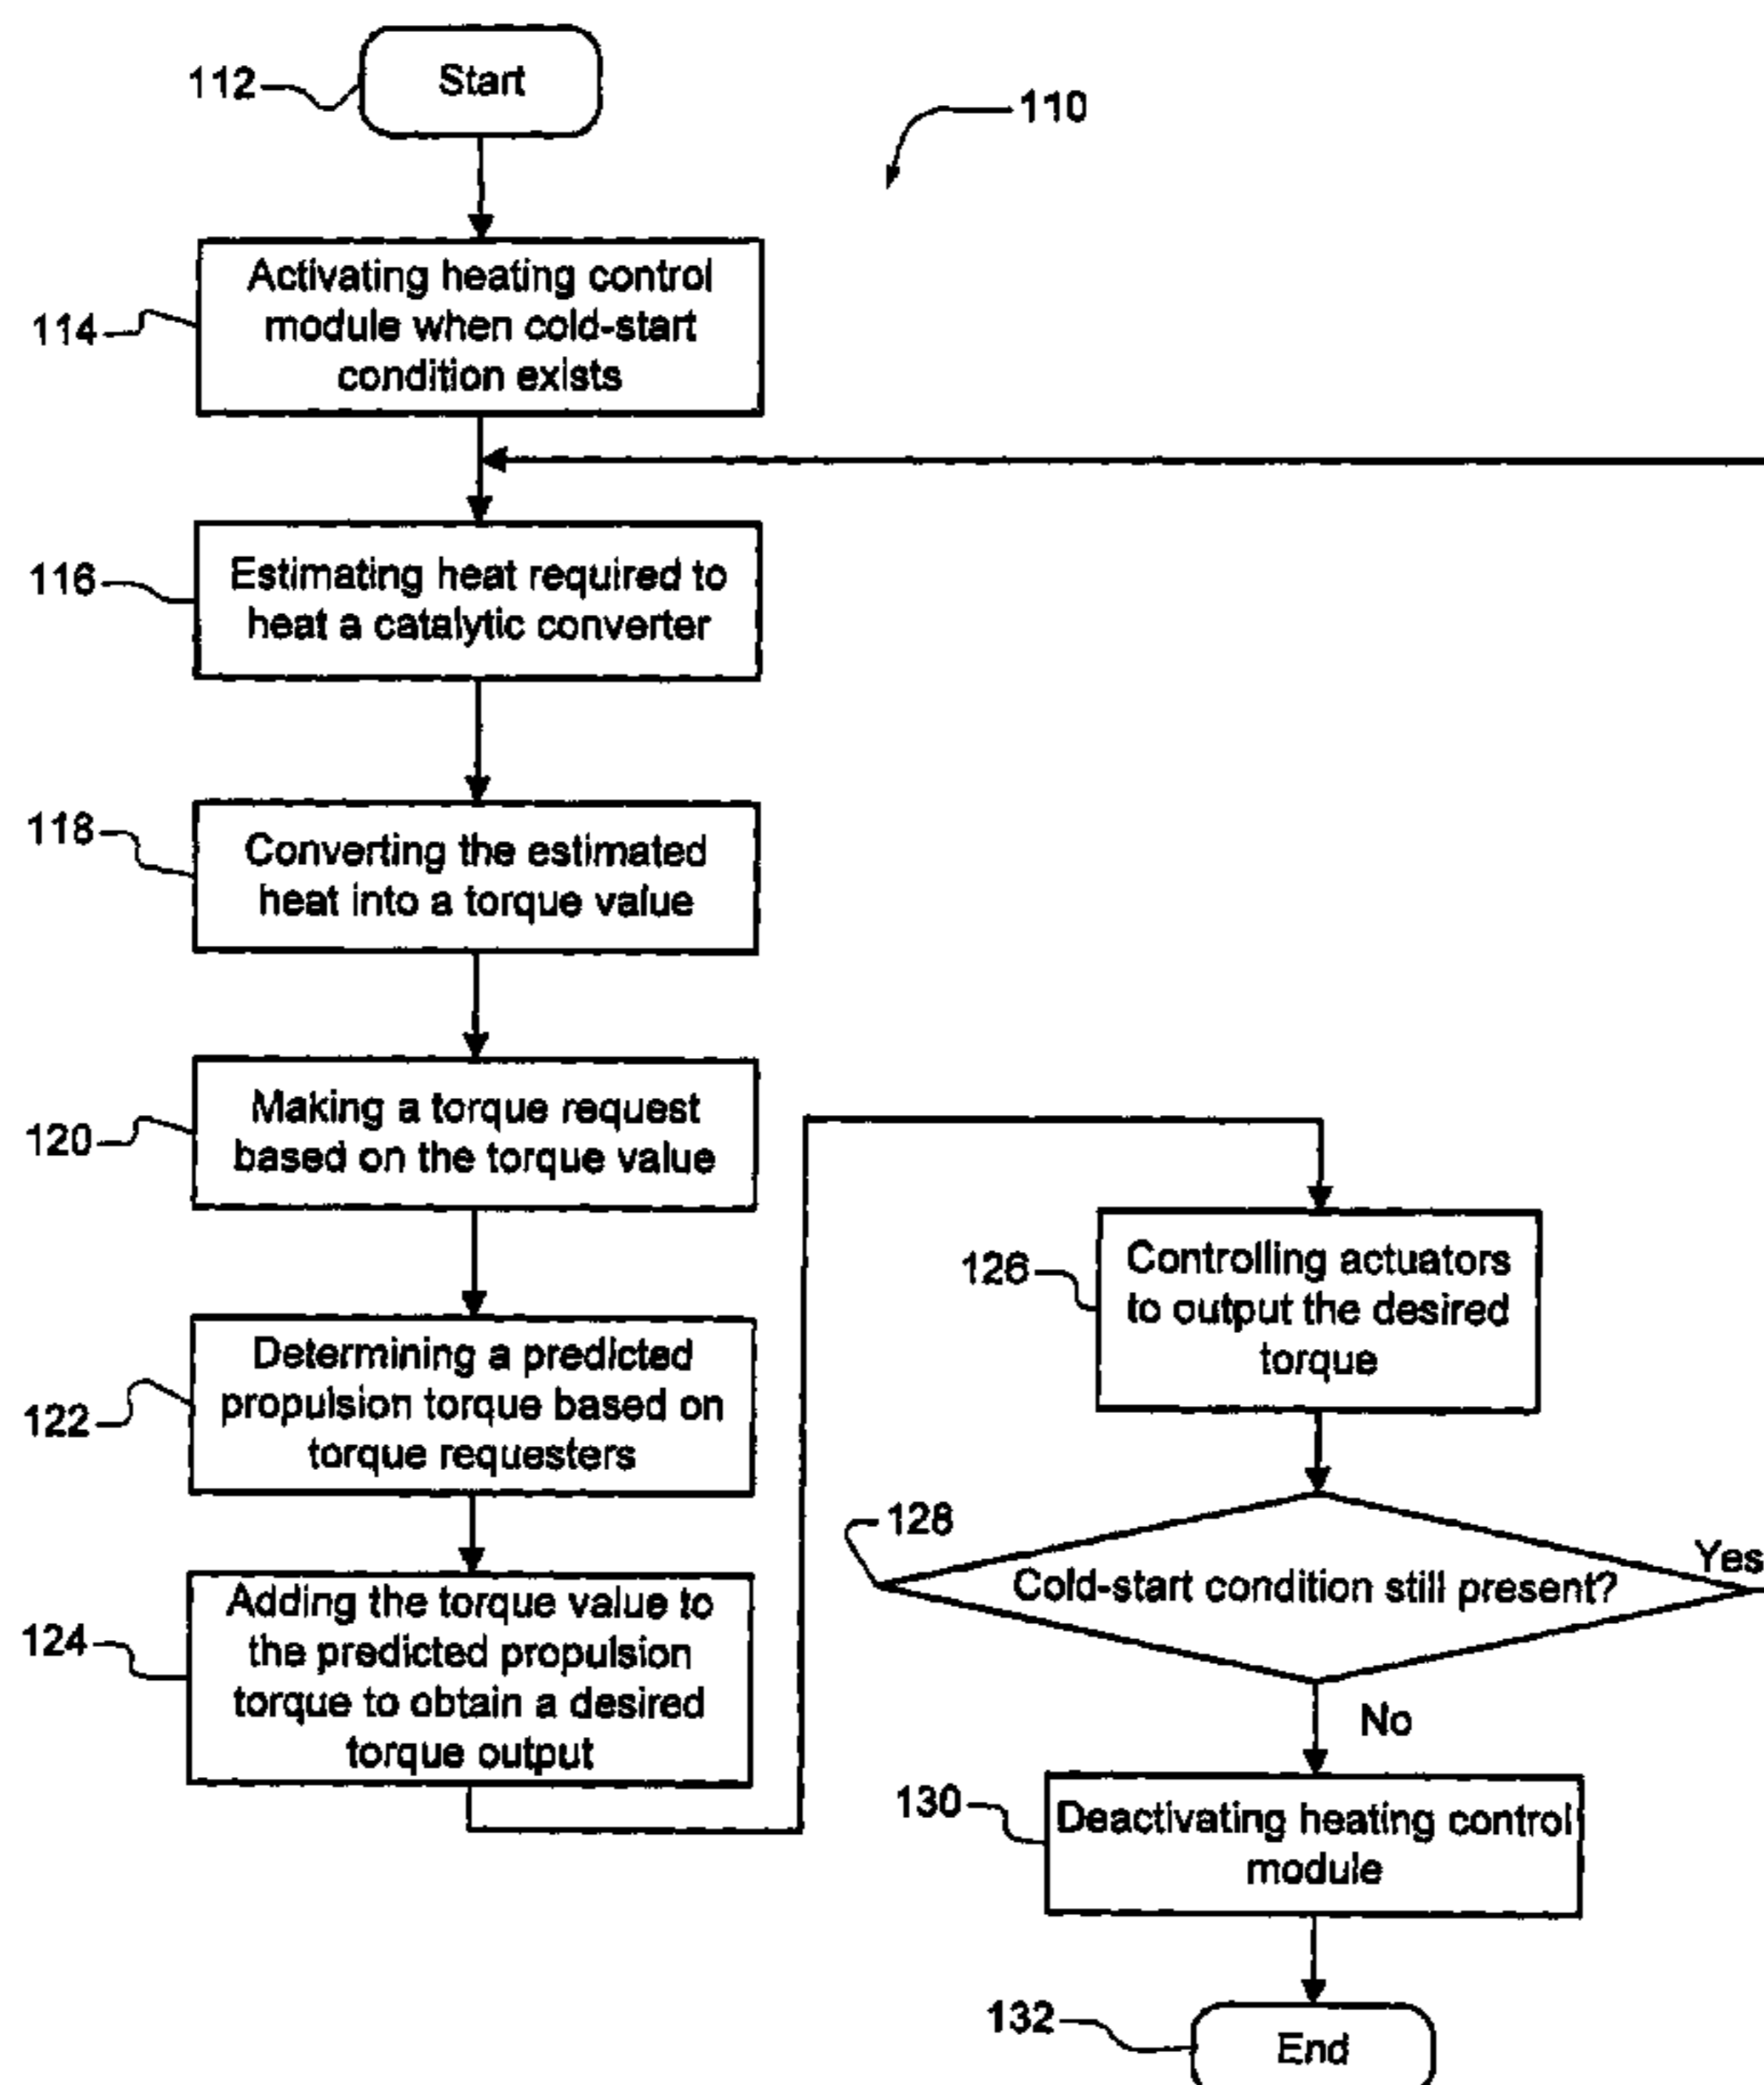 112
Start
110
114
Activating heating control
module when cold-start
condition exists
116
Estimating heat required to
heat a catalytic converter
118
Converting the estimated
heat into a torque value
120
Making a torque request
based on the torque value
122
Determining a predicted
propulsion torque based on
torque requesters
124
Adding the torque value to
the predicted propulsion
torque to obtain a desired
torque output
126
Controlling actuators
to output the desired
torque
128
Cold-start condition still present?
Yes
No
130
Deactivating heating control
module
132
End